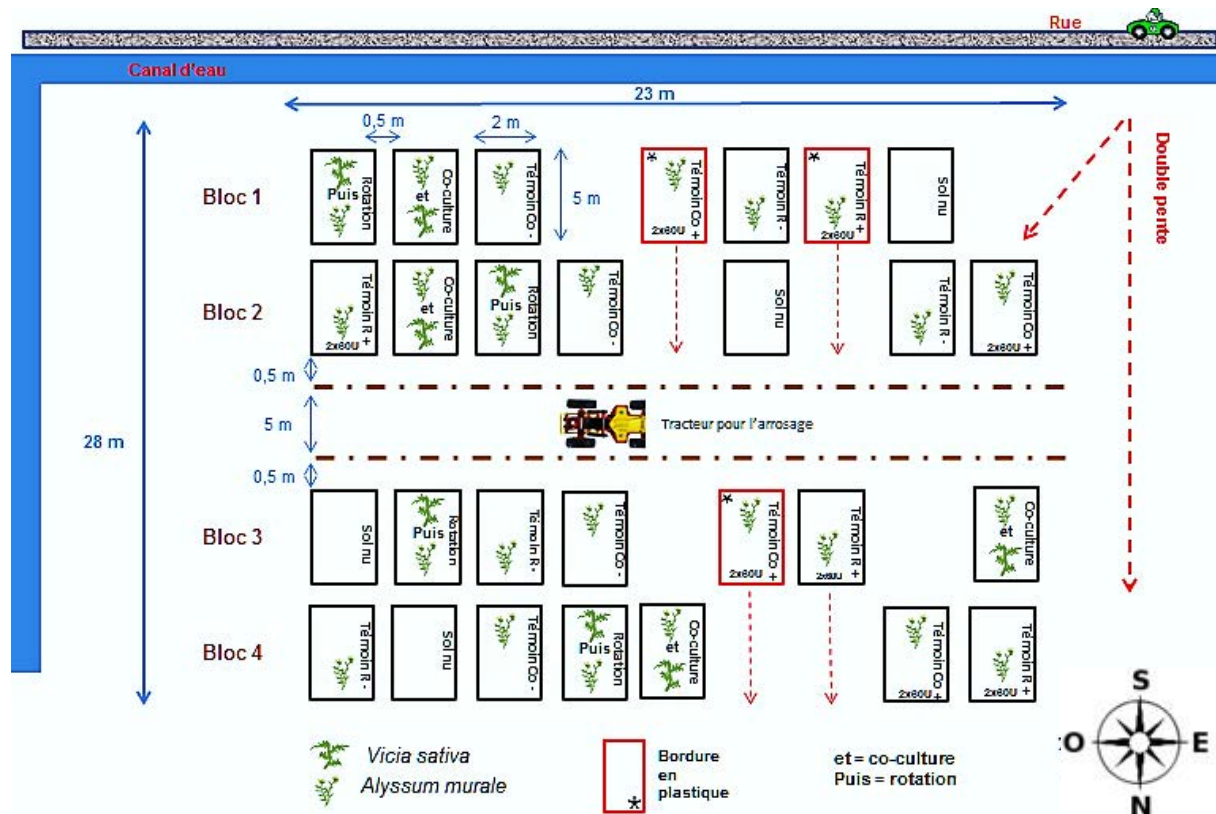 Rue
Canal d'eau
23 m
0,5 m
2 m
Double pente
Bloc 1
Puis
Rotation
et
Co-culture
Témoin Co -
5 m
*
Témoin Co +
2x60U
Témoin R -
*
Témoin R +
2x60U
Sol nu
Bloc 2
Témoin R +
2x60U
et
Co-culture
Puis
Rotation
Témoin Co -
Sol nu
Témoin R -
Témoin Co +
2x60U
0,5 m
5 m
Tracteur pour l'arrosage
28 m
0,5 m
Bloc 3
Sol nu
Puis
Rotation
Témoin R -
Témoin Co -
*
Témoin Co +
2x60U
Témoin R +
2x60U
et
Co-culture
Bloc 4
Témoin R -
Sol nu
Témoin Co -
Puis
Rotation
et
Co-culture
Témoin Co +
2x60U
Témoin R +
2x60U
Vicia sativa
Alyssum murale
*
Bordure
en
plastique
et = co-culture
Puis = rotation
S
O
E
N